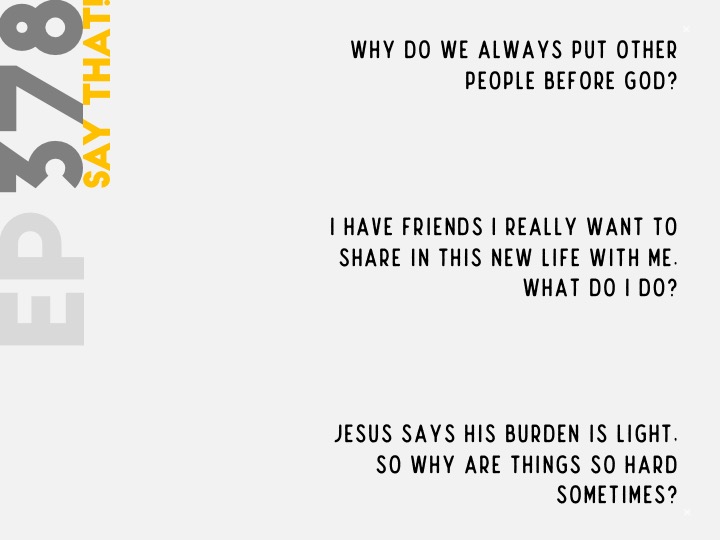 EP 378
SAY THAT!
WHY DO WE ALWAYS PUT OTHER
PEOPLE BEFORE GOD?
I HAVE FRIENDS I REALLY WANT TO
SHARE IN THIS NEW LIFE WITH ME.
WHAT DO I DO?
JESUS SAYS HIS BURDEN IS LIGHT.
SO WHY ARE THINGS SO HARD
SOMETIMES?